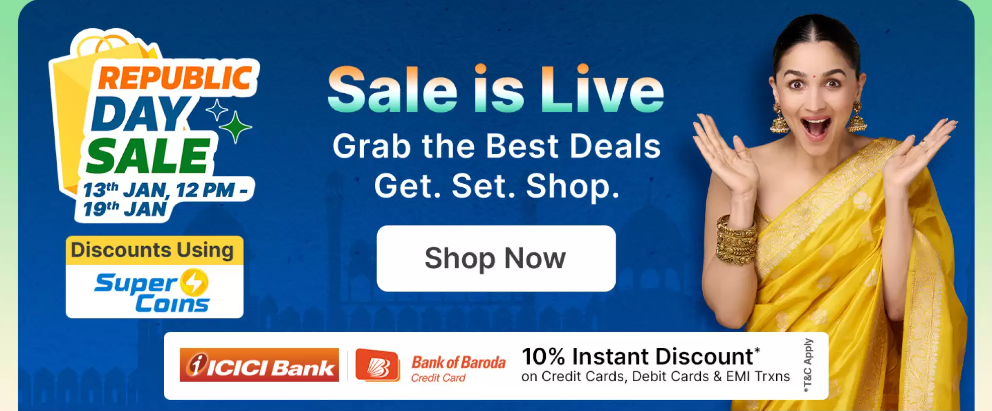 REPUBLIC
DAY
SALE
13th JAN, 12 PM -
19th JAN
Discounts Using
Super
Coins
Sale is Live
Grab the Best Deals
Get. Set. Shop.
Shop Now
i ICICI Bank
Bank of Baroda
Credit Card
10% Instant Discount*
on Credit Cards, Debit Cards & EMI Trxns
*T&C Apply